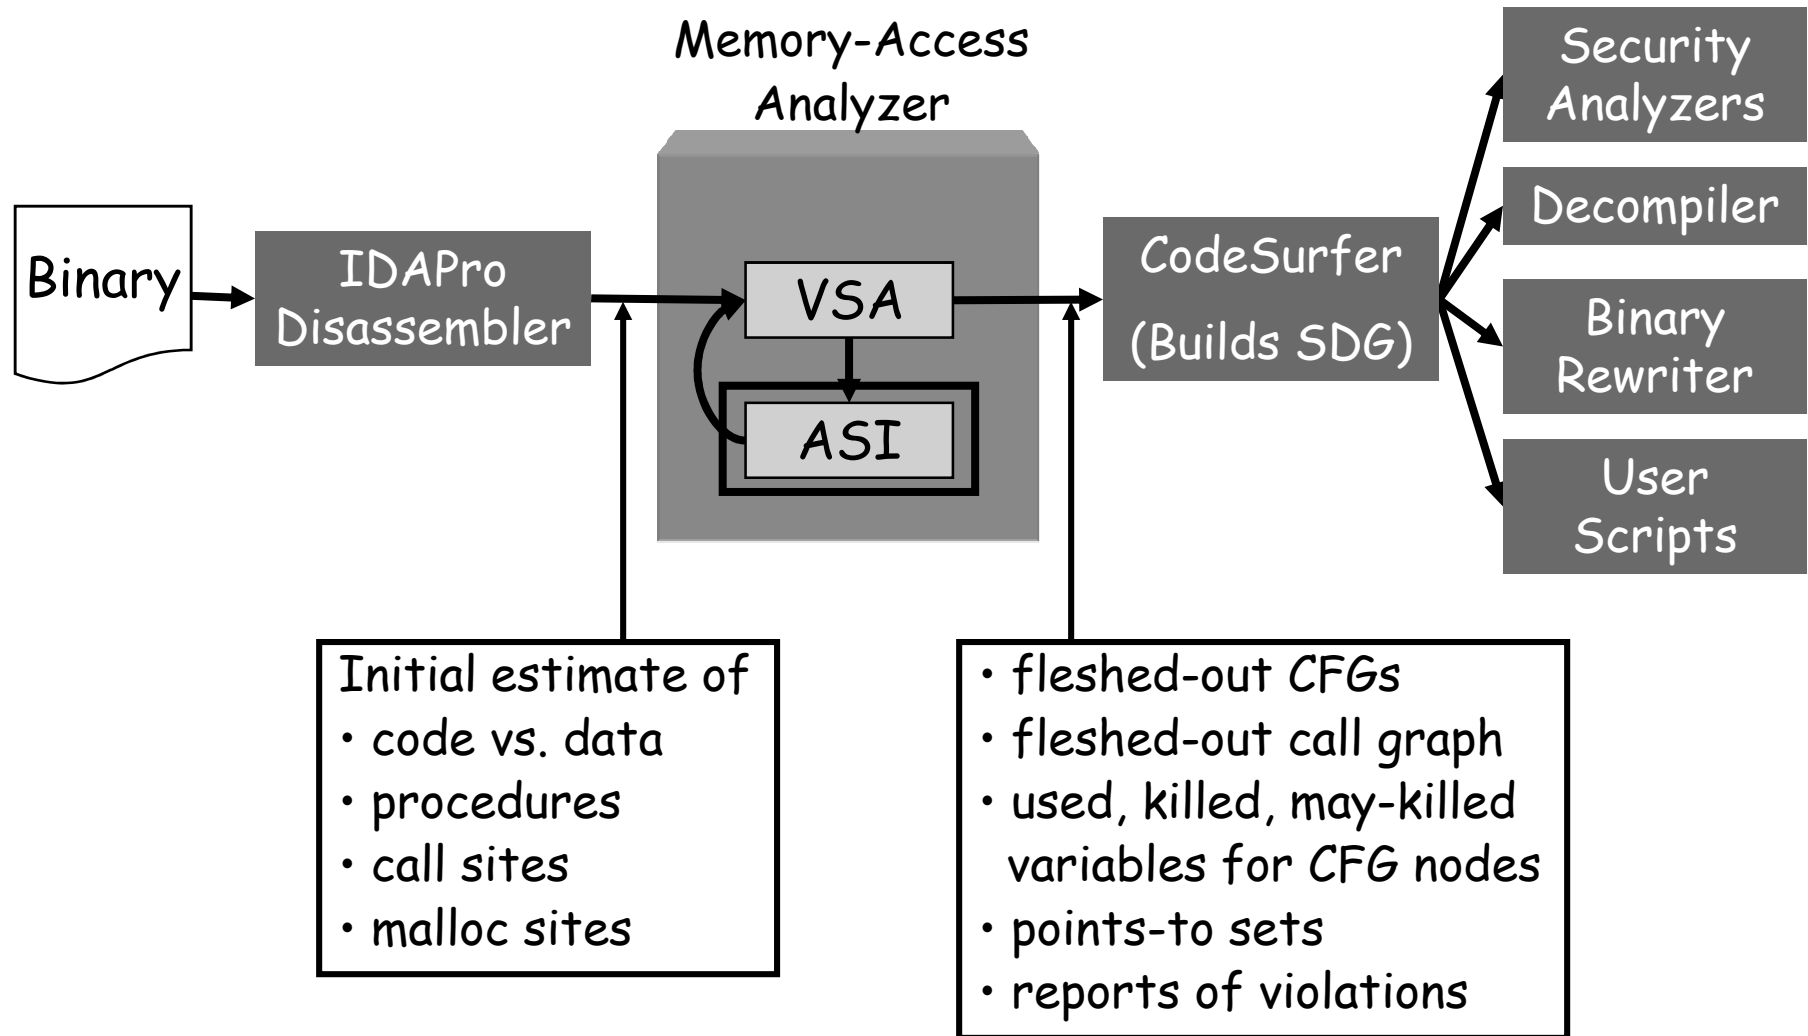 Memory-Access
Analyzer
Binary
IDAPro
Disassembler
VSA
ASI
CodeSurfer
(Builds SDG)
Security
Analyzers
Decompiler
Binary
Rewriter
User
Scripts
Initial estimate of
• code vs. data
• procedures
• call sites
• malloc sites
• fleshed-out CFGs
• fleshed-out call graph
• used, killed, may-killed
variables for CFG nodes
• points-to sets
• reports of violations